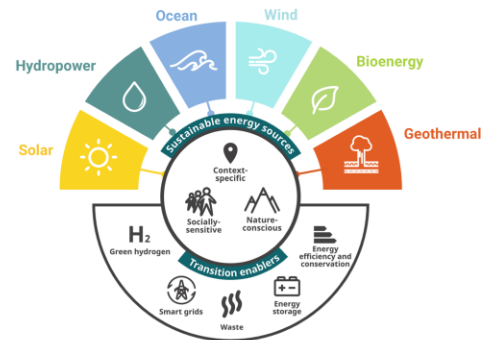 Ocean
Wind
Hydropower
Bioenergy
Solar
Geothermal
Sustainable energy sources
Context-
specific
Socially-
sensitive
Nature-
conscious
Transition enablers
H2
Green hydrogen
Energy
efficiency and
conservation
Smart grids
Waste
Energy
storage